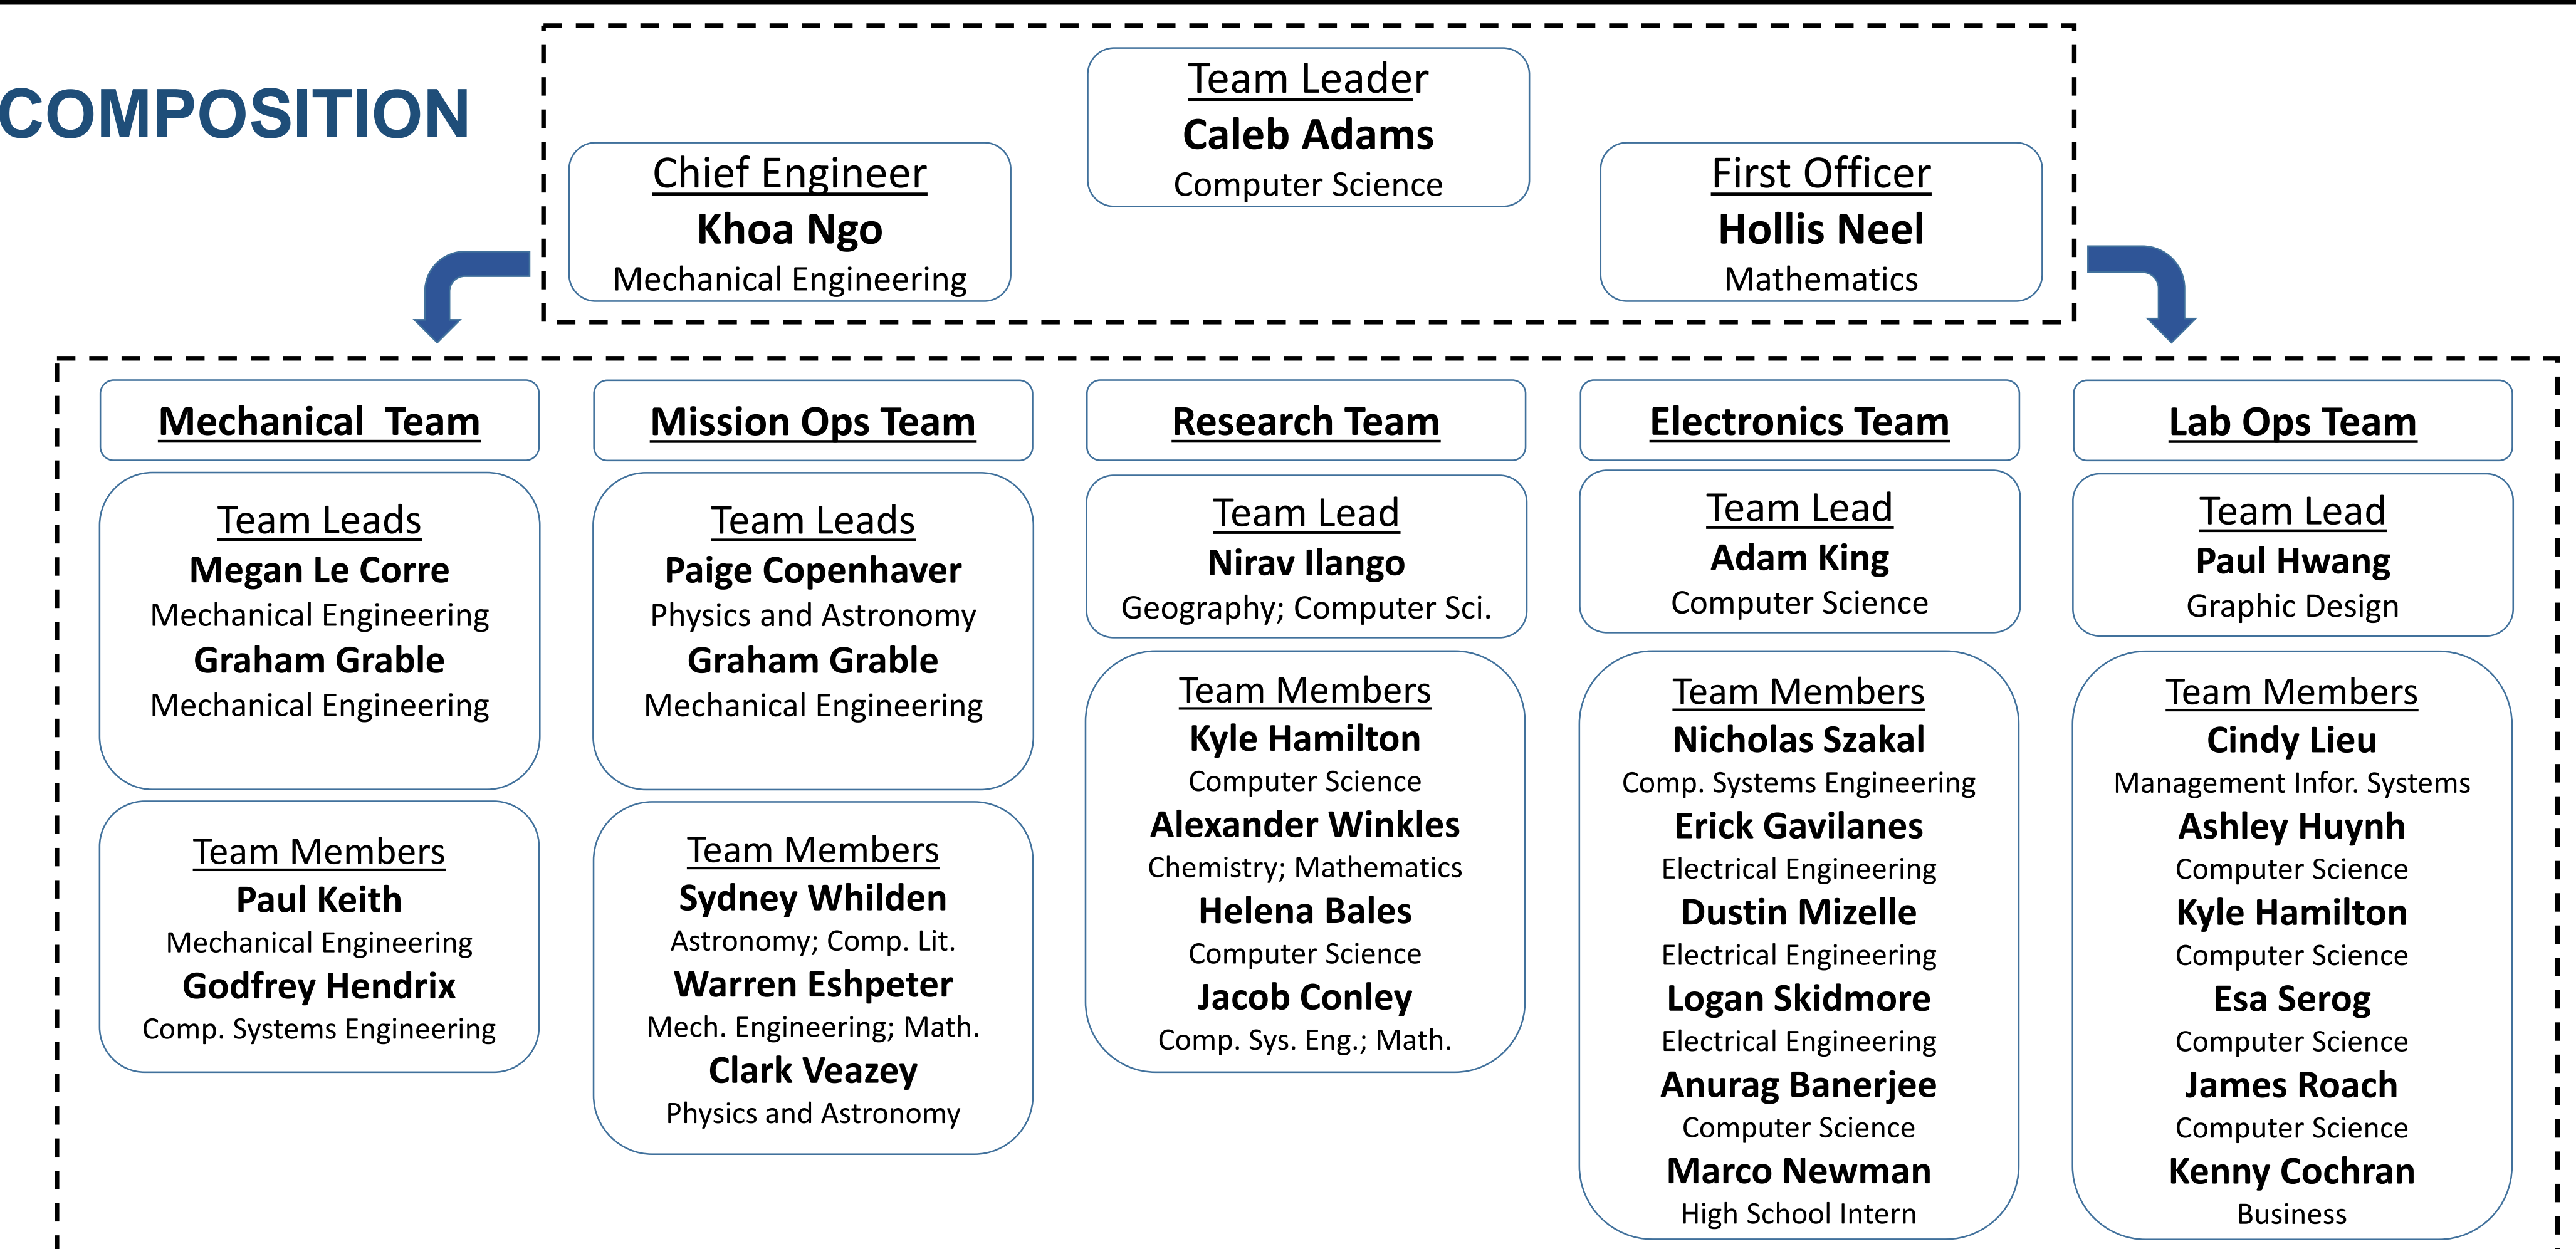 COMPOSITION
Team Leader
Caleb Adams
Computer Science
Chief Engineer
Khoa Ngo
Mechanical Engineering
First Officer
Hollis Neel
Mathematics
Mechanical  Team
Team Leads
Megan Le Corre
Mechanical Engineering
Graham Grable
Mechanical Engineering
Team Members
Paul Keith
Mechanical Engineering
Godfrey Hendrix
Comp. Systems Engineering
Mission Ops Team
Team Leads
Paige Copenhaver
Physics and Astronomy
Graham Grable
Mechanical Engineering
Team Members
Sydney Whilden
Astronomy; Comp. Lit.
Warren Eshpeter
Mech. Engineering; Math.
Clark Veazey
Physics and Astronomy
Research Team
Team Lead
Nirav Ilango
Geography; Computer Sci.
Team Members
Kyle Hamilton
Computer Science
Alexander Winkles
Chemistry; Mathematics
Helena Bales
Computer Science
Jacob Conley
Comp. Sys. Eng.; Math.
Electronics Team
Team Lead
Adam King
Computer Science
Team Members
Nicholas Szakal
Comp. Systems Engineering
Erick Gavilanes
Electrical Engineering
Dustin Mizelle
Electrical Engineering
Logan Skidmore
Electrical Engineering
Anurag Banerjee
Computer Science
Marco Newman
High School Intern
Lab Ops Team
Team Lead
Paul Hwang
Graphic Design
Team Members
Cindy Lieu
Management Infor. Systems
Ashley Huynh
Computer Science
Kyle Hamilton
Computer Science
Esa Serog
Computer Science
James Roach
Computer Science
Kenny Cochran
Business